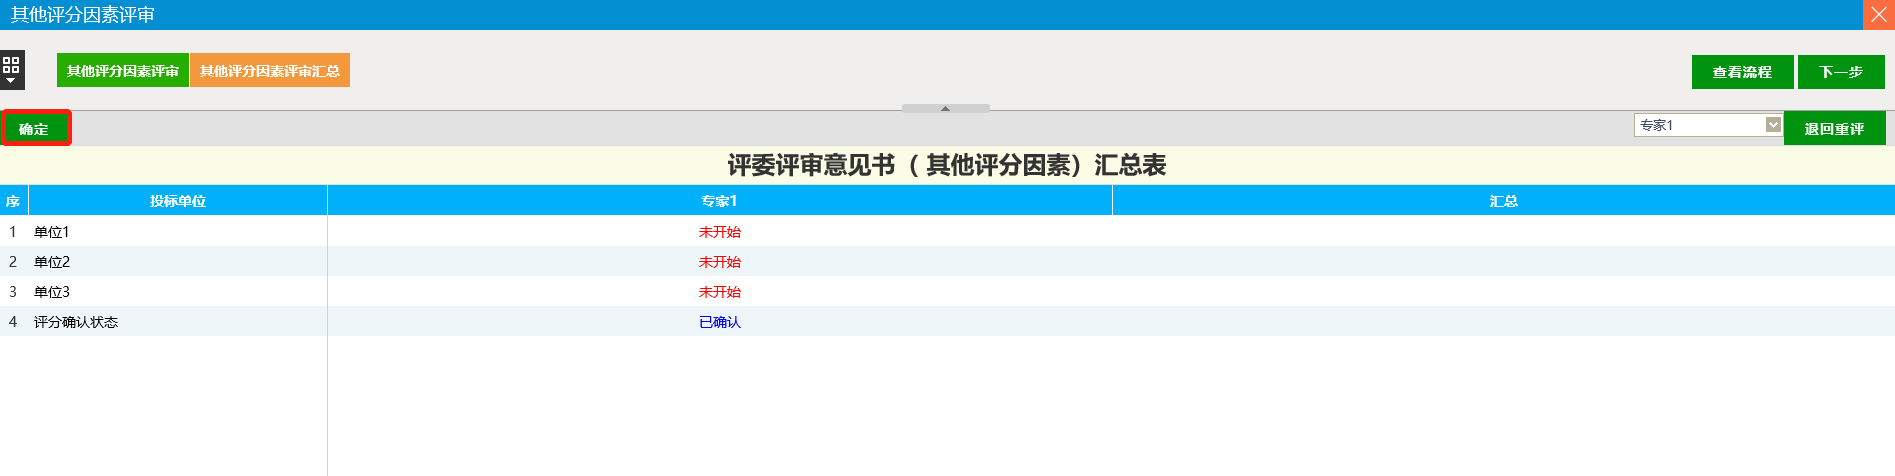 其他评分因素评审
其他评分因素评审 其他评分因素评审汇总 查看流程 下一步
确定 专家1 退回重评
评委评审意见书（ 其他评分因素）汇总表
序 投标单位 专家1 汇总
1 单位1 未开始
2 单位2 未开始
3 单位3 未开始
4 评分确认状态 已确认